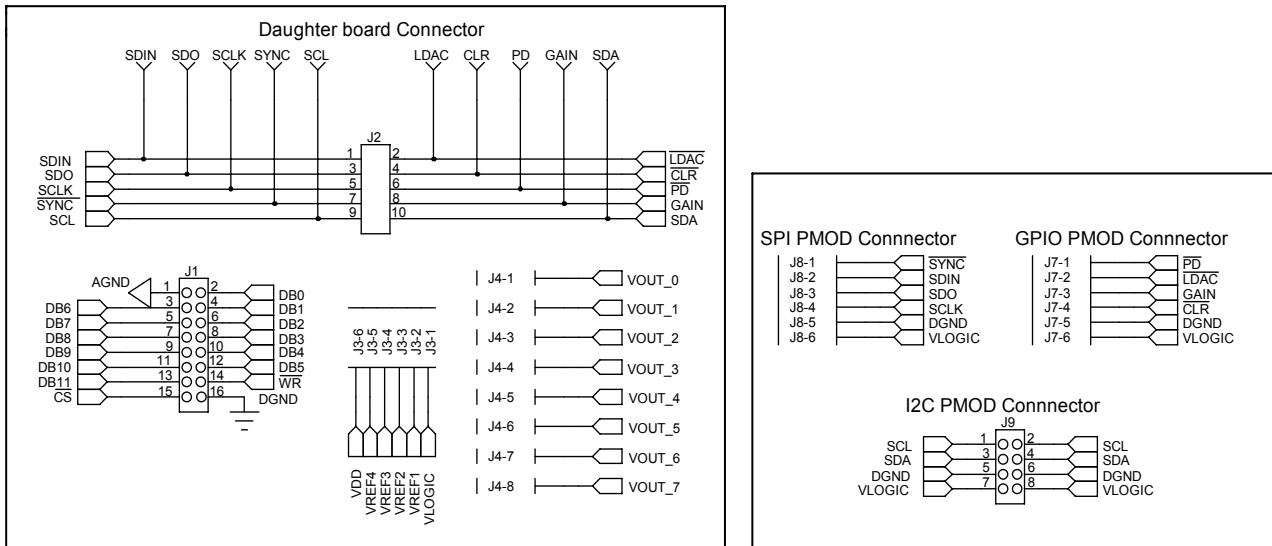 Daughter board Connector
SDIN SDO SCLK SYNC SCL LDAC CLR PD GAIN SDA
J2
SDIN 1 2 LDAC
SDO 3 4 CLR
SCLK 5 6 PD
SYNC 7 8 GAIN
SCL 9 10 SDA
J1
AGND 1 2 DB0
DB6 3 4 DB1
DB7 5 6 DB2
DB8 7 8 DB3
DB9 9 10 DB4
DB10 11 12 DB5
DB11 13 14 WR
CS 15 16 DGND
J3-6 J3-5 J3-4 J3-3 J3-2 J3-1
VDD VREF4 VREF3 VREF2 VREF1 VLOGIC
J4-1 VOUT_0
J4-2 VOUT_1
J4-3 VOUT_2
J4-4 VOUT_3
J4-5 VOUT_4
J4-6 VOUT_5
J4-7 VOUT_6
J4-8 VOUT_7
SPI PMOD Connnector
J8-1 SYNC
J8-2 SDIN
J8-3 SDO
J8-4 SCLK
J8-5 DGND
J8-6 VLOGIC
GPIO PMOD Connnector
J7-1 PD
J7-2 LDAC
J7-3 GAIN
J7-4 CLR
J7-5 DGND
J7-6 VLOGIC
I2C PMOD Connnector
J9
SCL 1 2 SCL
SDA 3 4 SDA
DGND 5 6 DGND
VLOGIC 7 8 VLOGIC